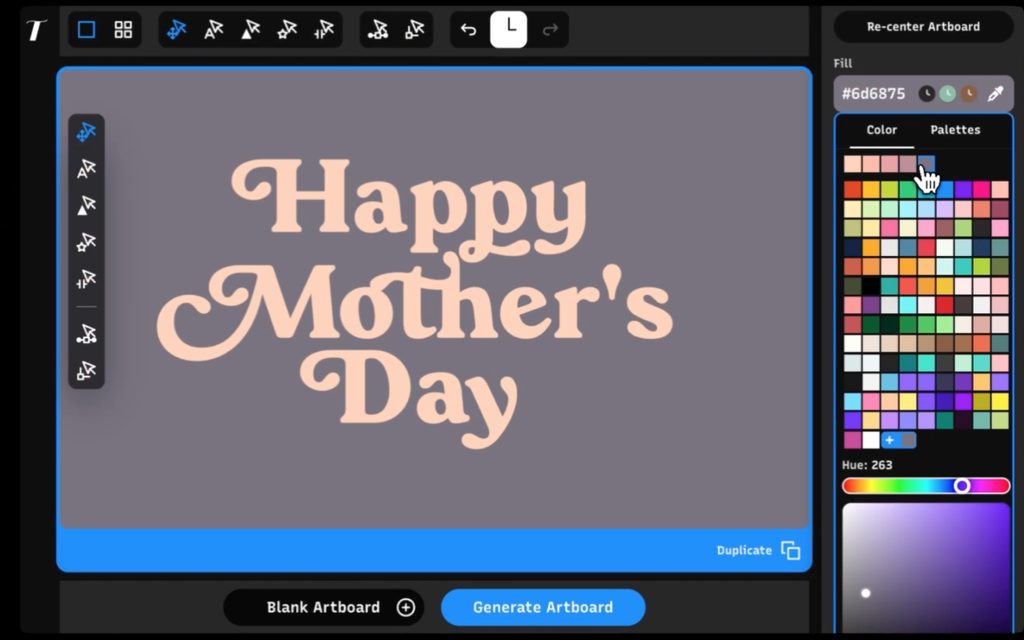 T
Re-center Artboard
Fill
#6d6875
Color
Palettes
Happy
Mother's
Day
Hue: 263
Duplicate
Blank Artboard
Generate Artboard